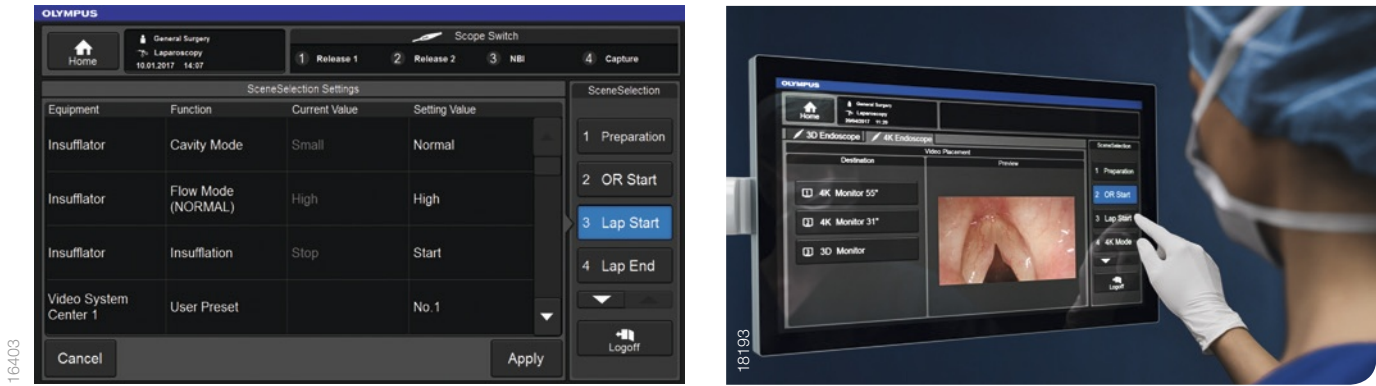 OLYMPUS
Home
General Surgery
Laparoscopy
10.01.2017 14:07
Scope Switch
1 Release 1 2 Release 2 3 NBI 4 Capture
SceneSelection Settings
Equipment Function Current Value Setting Value
Insufflator Cavity Mode Small Normal
Insufflator Flow Mode (NORMAL) High High
Insufflator Insufflation Stop Start
Video System Center 1 User Preset No.1
Cancel Apply
SceneSelection
1 Preparation
2 OR Start
3 Lap Start
4 Lap End
Logoff
16403
OLYMPUS
Home
General Surgery
Laparoscopy
3D Endoscope 4K Endoscope
Video Placement
Destination Preview
1 4K Monitor 55"
2 4K Monitor 31"
3 3D Monitor
SceneSelection
1 Preparation
2 OR Start
3 Lap Start
4 4K Mode
Logoff
18193